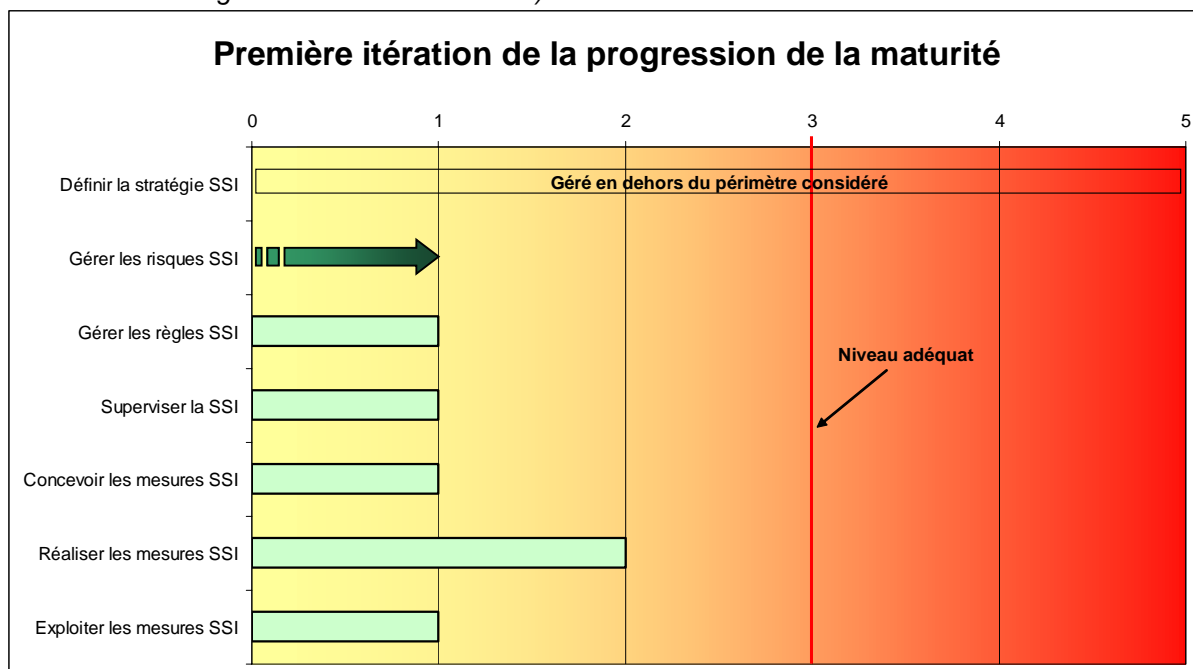 Première itération de la progression de la maturité
0 1 2 3 4 5
Définir la stratégie SSI
Géré en dehors du périmètre considéré
Gérer les risques SSI
Gérer les règles SSI
Niveau adéquat
Superviser la SSI
Concevoir les mesures SSI
Réaliser les mesures SSI
Exploiter les mesures SSI